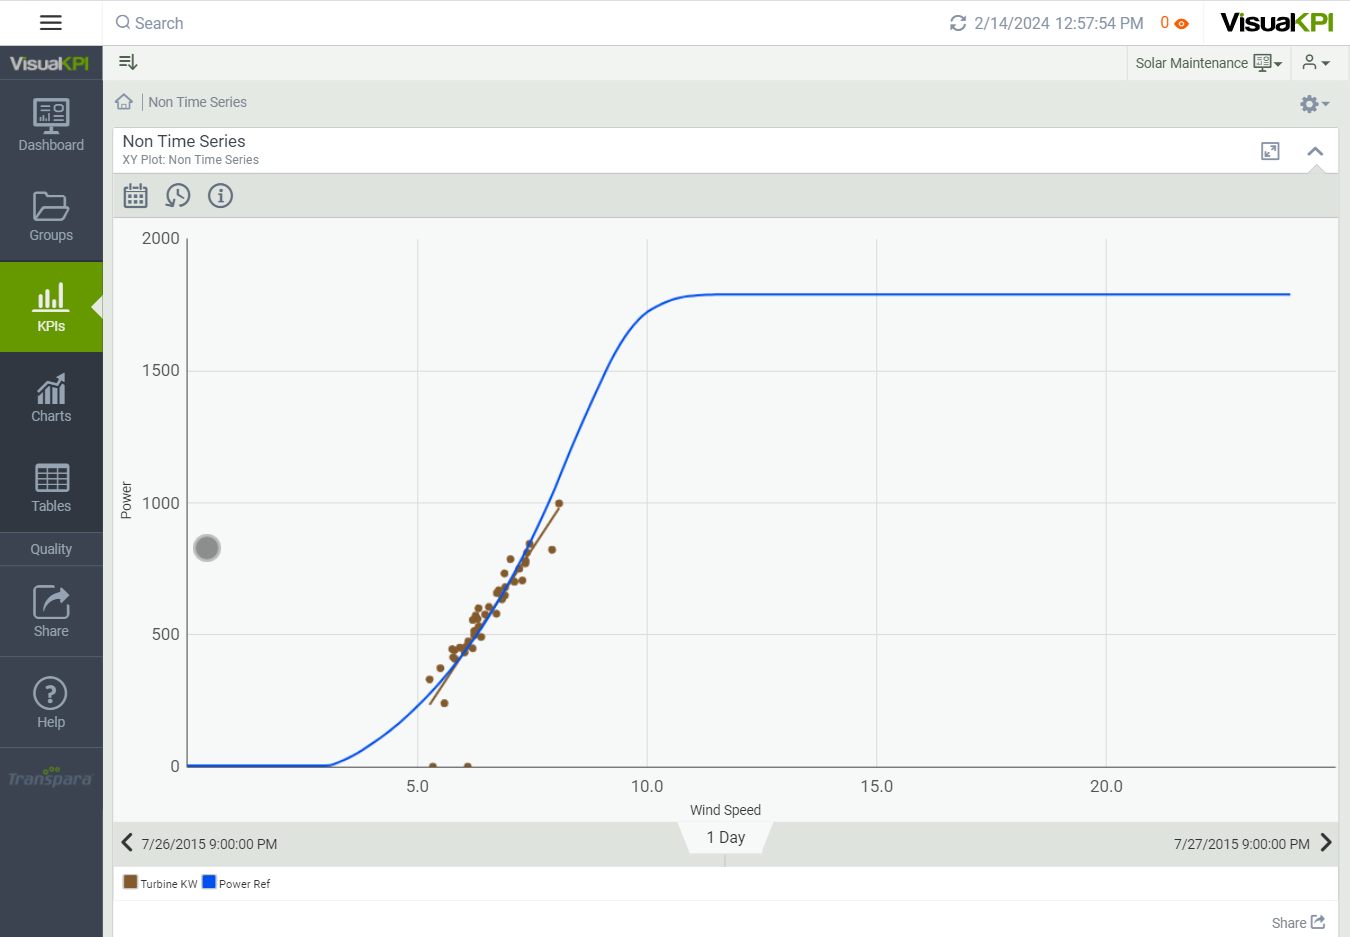 Search
2/14/2024 12:57:54 PM
0
VisualKPI
VisualKPI
Solar Maintenance
Non Time Series
Dashboard
Groups
KPIs
Charts
Tables
Quality
Share
Help
Transpara
Non Time Series
XY Plot: Non Time Series
2000
1500
1000
500
0
Power
5.0
10.0
15.0
20.0
Wind Speed
7/26/2015 9:00:00 PM
1 Day
7/27/2015 9:00:00 PM
Turbine KW
Power Ref
Share